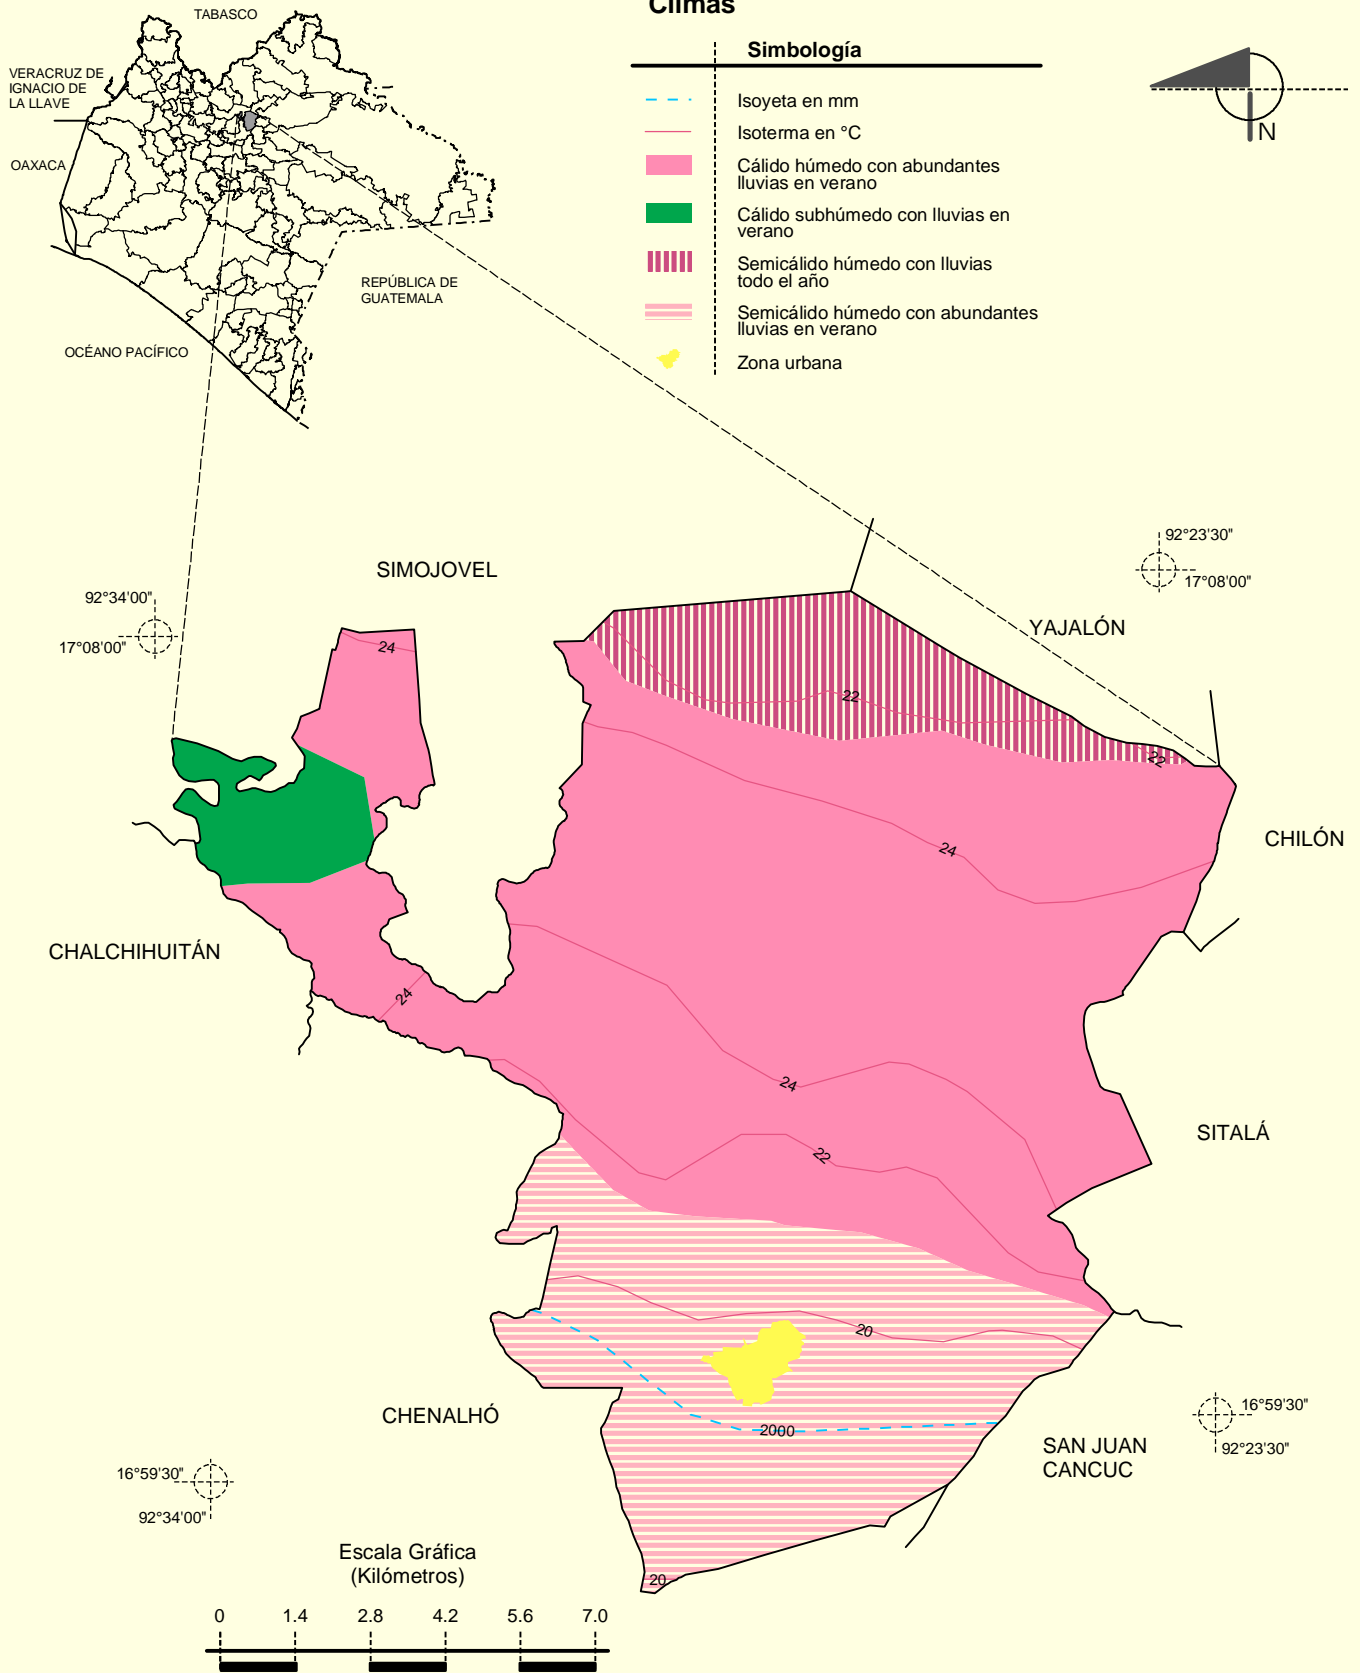 Climas
Simbología
Isoyeta en mm
Isoterma en °C
Cálido húmedo con abundantes
lluvias en verano
Cálido subhúmedo con lluvias en
verano
Semicálido húmedo con lluvias
todo el año
Semicálido húmedo con abundantes
lluvias en verano
Zona urbana
N
TABASCO
VERACRUZ DE
IGNACIO DE
LA LLAVE
OAXACA
REPÚBLICA DE
GUATEMALA
OCÉANO PACÍFICO
92°23'30"
17°08'00"
SIMOJOVEL
92°34'00"
17°08'00"
YAJALÓN
24
22
22
CHILÓN
24
CHALCHIHUITÁN
24
24
SITALÁ
22
20
CHENALHÓ
2000
16°59'30"
92°23'30"
SAN JUAN
CANCUC
16°59'30"
92°34'00"
20
Escala Gráfica
(Kilómetros)
0 1.4 2.8 4.2 5.6 7.0